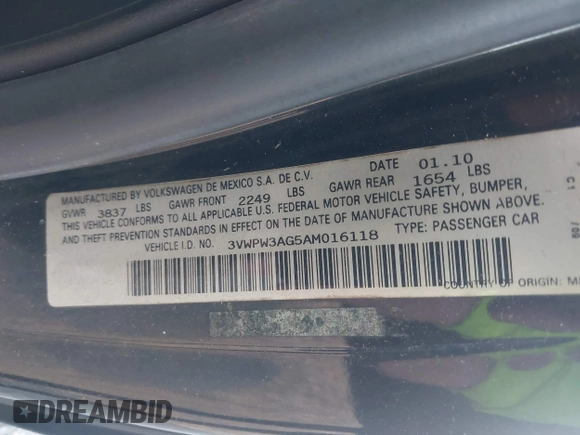 MANUFACTURED BY VOLKSWAGEN DE MEXICO S.A. DE C.V. DATE 01.10
GVWR 3837 LBS GAWR FRONT 2249 LBS GAWR REAR 1654 LBS
THIS VEHICLE CONFORMS TO ALL APPLICABLE U.S. FEDERAL MOTOR VEHICLE SAFETY, BUMPER,
AND THEFT PREVENTION STANDARDS IN EFFECT ON THE DATE OF MANUFACTURE SHOWN ABOVE.
VEHICLE I.D. NO. 3VWPW3AG5AM016118 TYPE: PASSENGER CAR
COUNTRY OF ORIGIN:
C1
DREAMBID